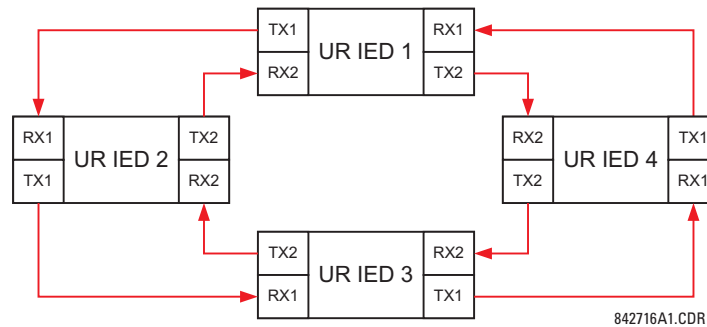 TX1 UR IED 1 RX1
RX2 TX2
RX1 UR IED 2 TX2
TX1 RX2
RX2 UR IED 4 TX1
TX2 RX1
TX2 UR IED 3 RX2
RX1 TX1
842716A1.CDR